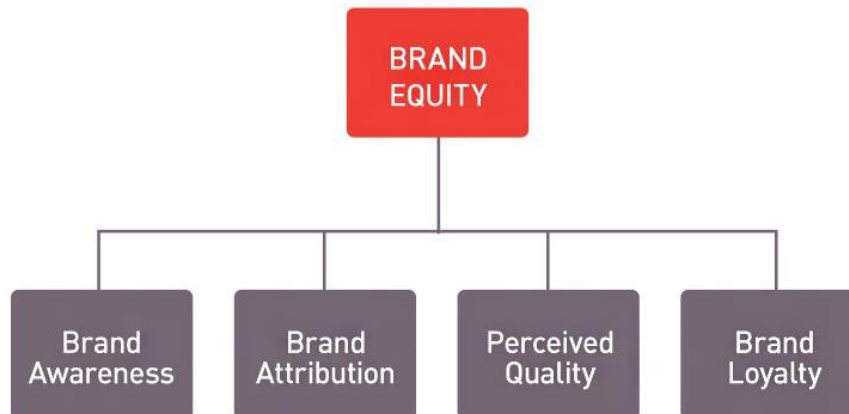 BRAND
EQUITY
Brand
Awareness
Brand
Attribution
Perceived
Quality
Brand
Loyalty